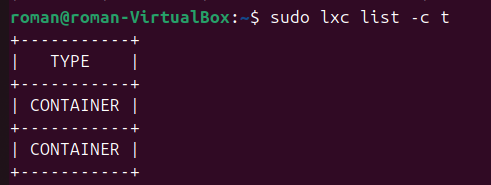 roman@roman-VirtualBox:~$ sudo lxc list -c t
+-----------+
|   TYPE    |
+-----------+
| CONTAINER |
+-----------+
| CONTAINER |
+-----------+